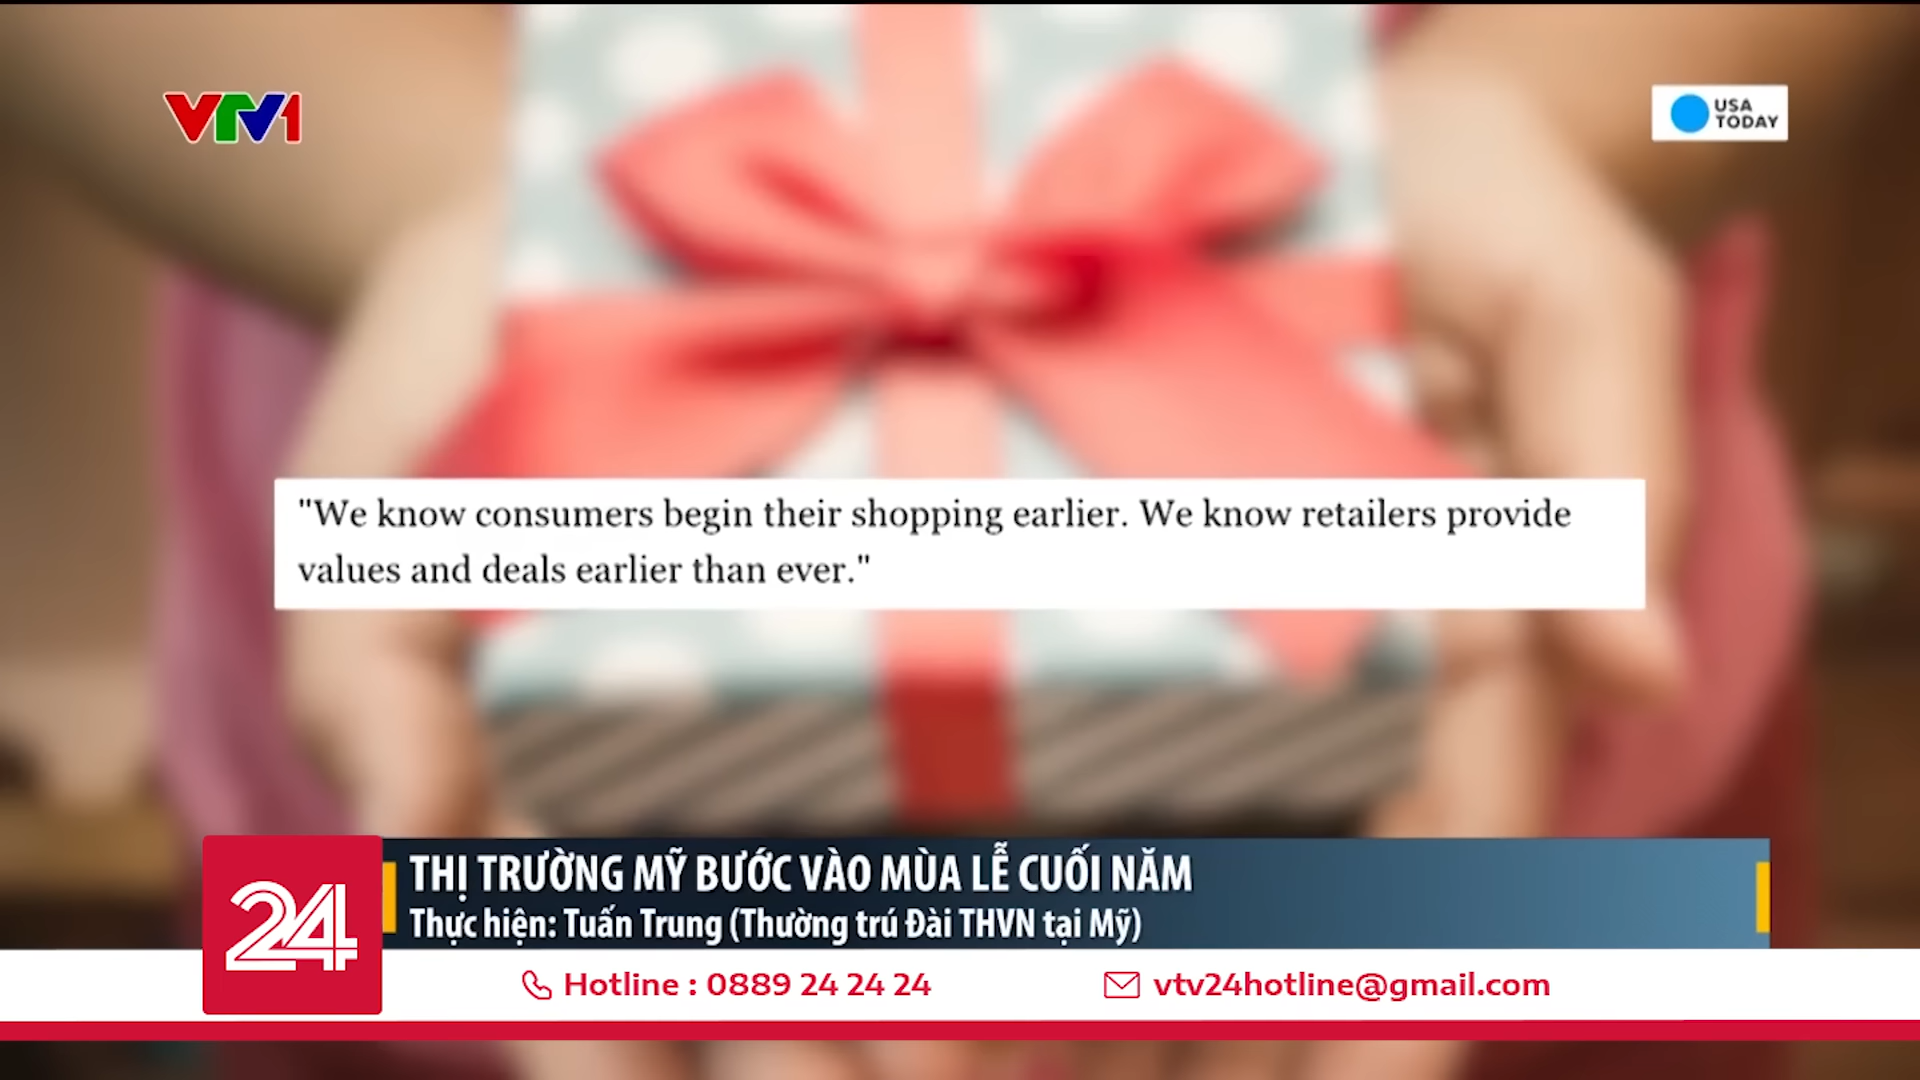 VTV1
USA
TODAY
"We know consumers begin their shopping earlier. We know retailers provide
values and deals earlier than ever."
24
THỊ TRƯỜNG MỸ BƯỚC VÀO MÙA LỄ CUỐI NĂM
Thực hiện: Tuấn Trung (Thường trú Đài THVN tại Mỹ)
Hotline : 0889 24 24 24
vtv24hotline@gmail.com